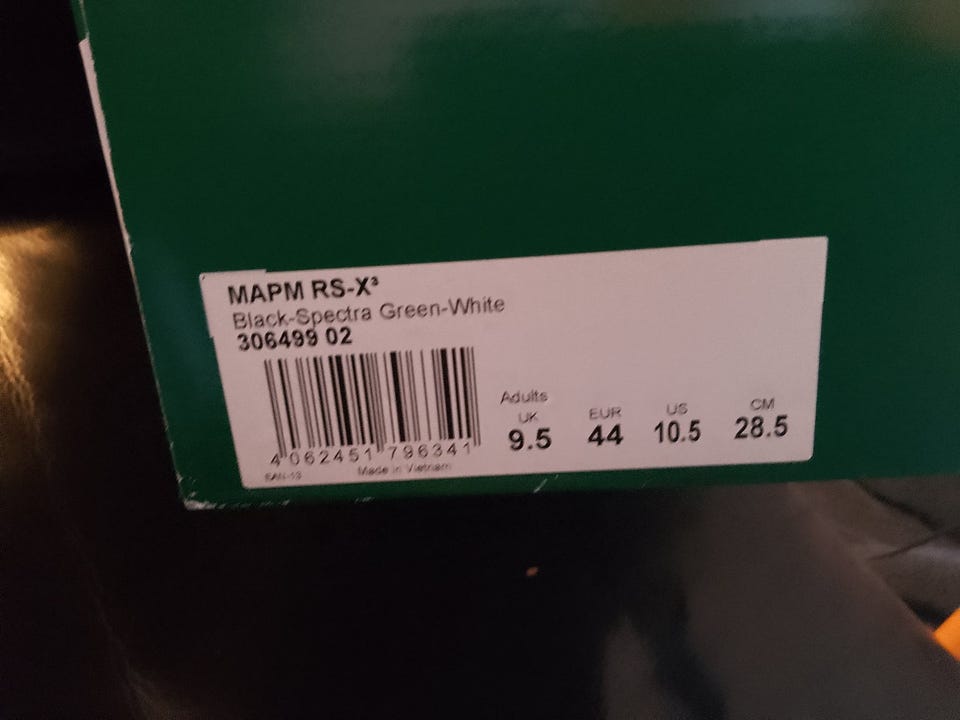 MAPM RS-X³
Black-Spectra Green-White
306499 02
4 062451 796341
EAN-13
Made in Vietnam
Adults
UK EUR US CM
9.5 44 10.5 28.5